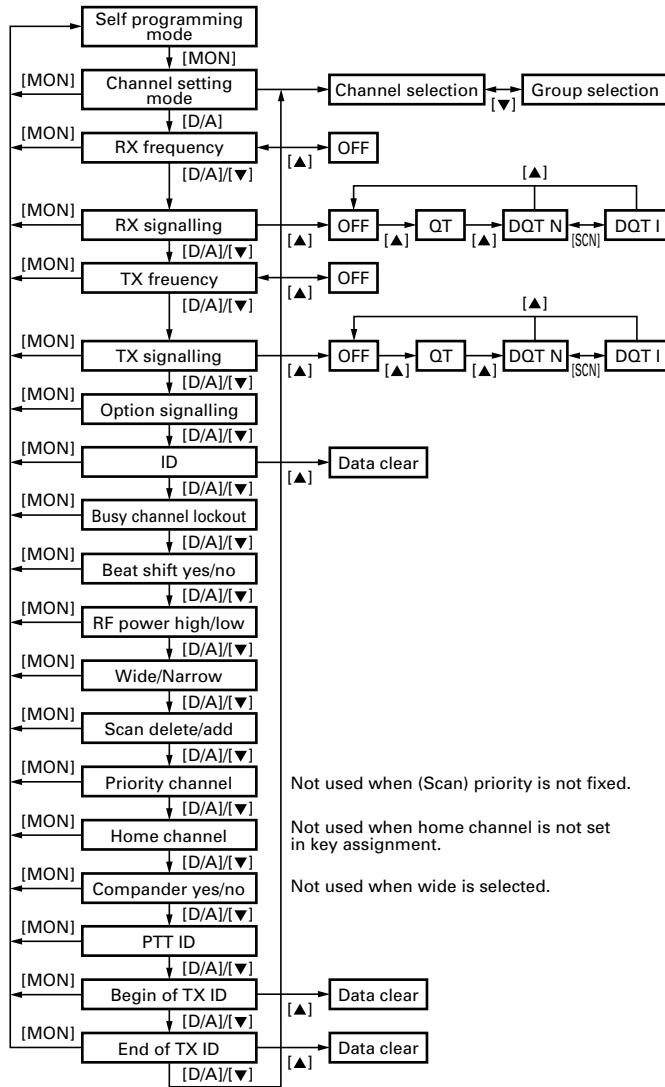 Self programming
mode
[MON]
[MON]
Channel setting
mode
Channel selection
[▼]
Group selection
[D/A]
[MON]
RX frequency
[▲]
OFF
[D/A]/[▼]
[▲]
[MON]
RX signalling
[▲]
OFF
[▲]
QT
[▲]
DQT N
[SCN]
DQT I
[D/A]/[▼]
[MON]
TX freuency
[▲]
OFF
[D/A]/[▼]
[▲]
[MON]
TX signalling
[▲]
OFF
[▲]
QT
[▲]
DQT N
[SCN]
DQT I
[D/A]/[▼]
[MON]
Option signalling
[D/A]/[▼]
[MON]
ID
[▲]
Data clear
[D/A]/[▼]
[MON]
Busy channel lockout
[D/A]/[▼]
[MON]
Beat shift yes/no
[D/A]/[▼]
[MON]
RF power high/low
[D/A]/[▼]
[MON]
Wide/Narrow
[D/A]/[▼]
[MON]
Scan delete/add
[D/A]/[▼]
[MON]
Priority channel
Not used when (Scan) priority is not fixed.
[D/A]/[▼]
[MON]
Home channel
Not used when home channel is not set
in key assignment.
[D/A]/[▼]
[MON]
Compander yes/no
Not used when wide is selected.
[D/A]/[▼]
[MON]
PTT ID
[D/A]/[▼]
[MON]
Begin of TX ID
[▲]
Data clear
[D/A]/[▼]
[MON]
End of TX ID
[▲]
Data clear
[D/A]/[▼]